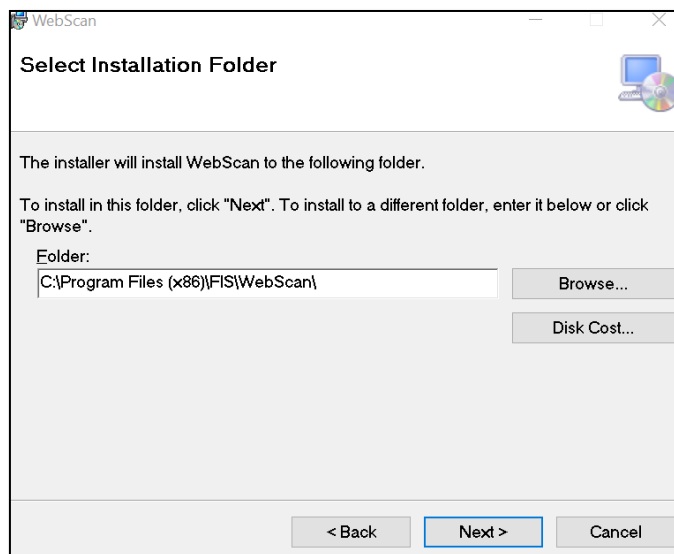 WebScan
Select Installation Folder
The installer will install WebScan to the following folder.
To install in this folder, click "Next". To install to a different folder, enter it below or click
"Browse".
Folder:
C:\Program Files (x86)\FIS\WebScan\
Browse...
Disk Cost...
< Back
Next >
Cancel